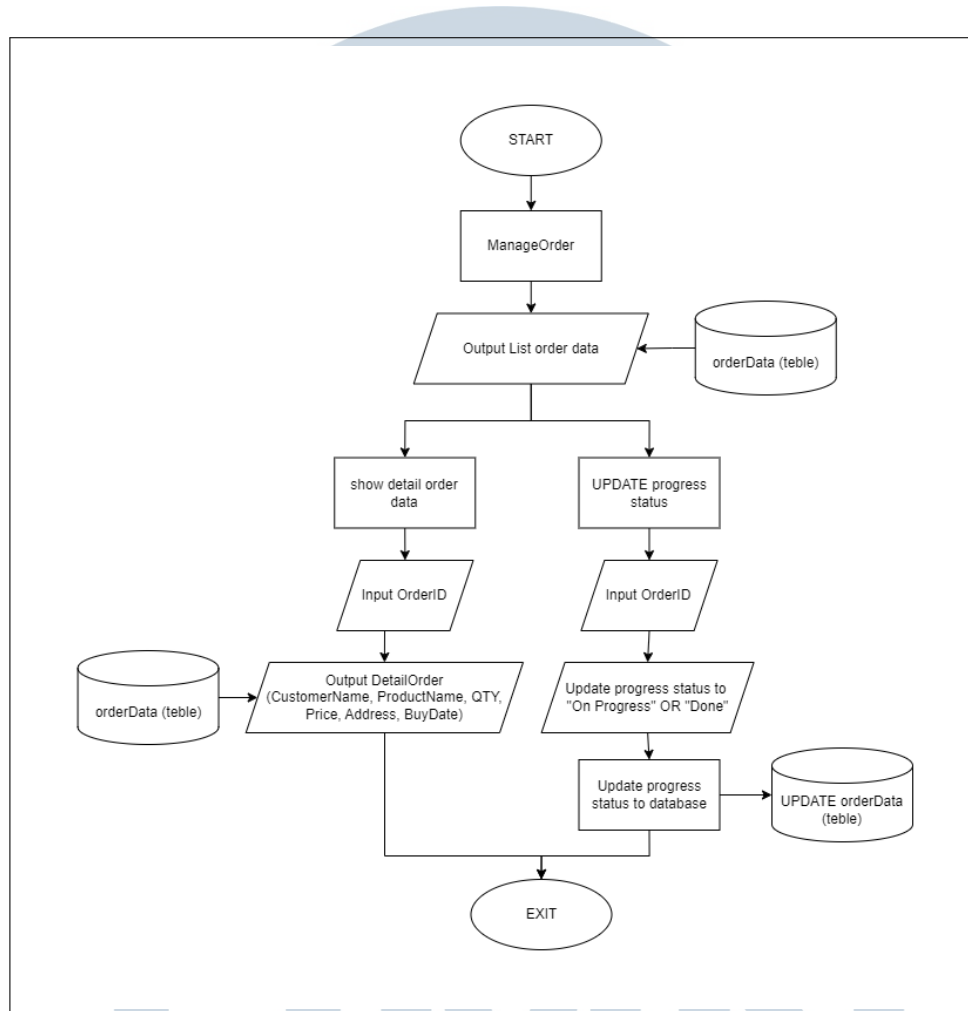 START
ManageOrder
Output List order data
orderData (teble)
show detail order
data
UPDATE progress
status
Input OrderID
Input OrderID
orderData (teble)
Output DetailOrder
(CustomerName, ProductName, QTY,
Price, Address, BuyDate)
Update progress status to
"On Progress" OR "Done"
Update progress
status to database
UPDATE orderData
(teble)
EXIT